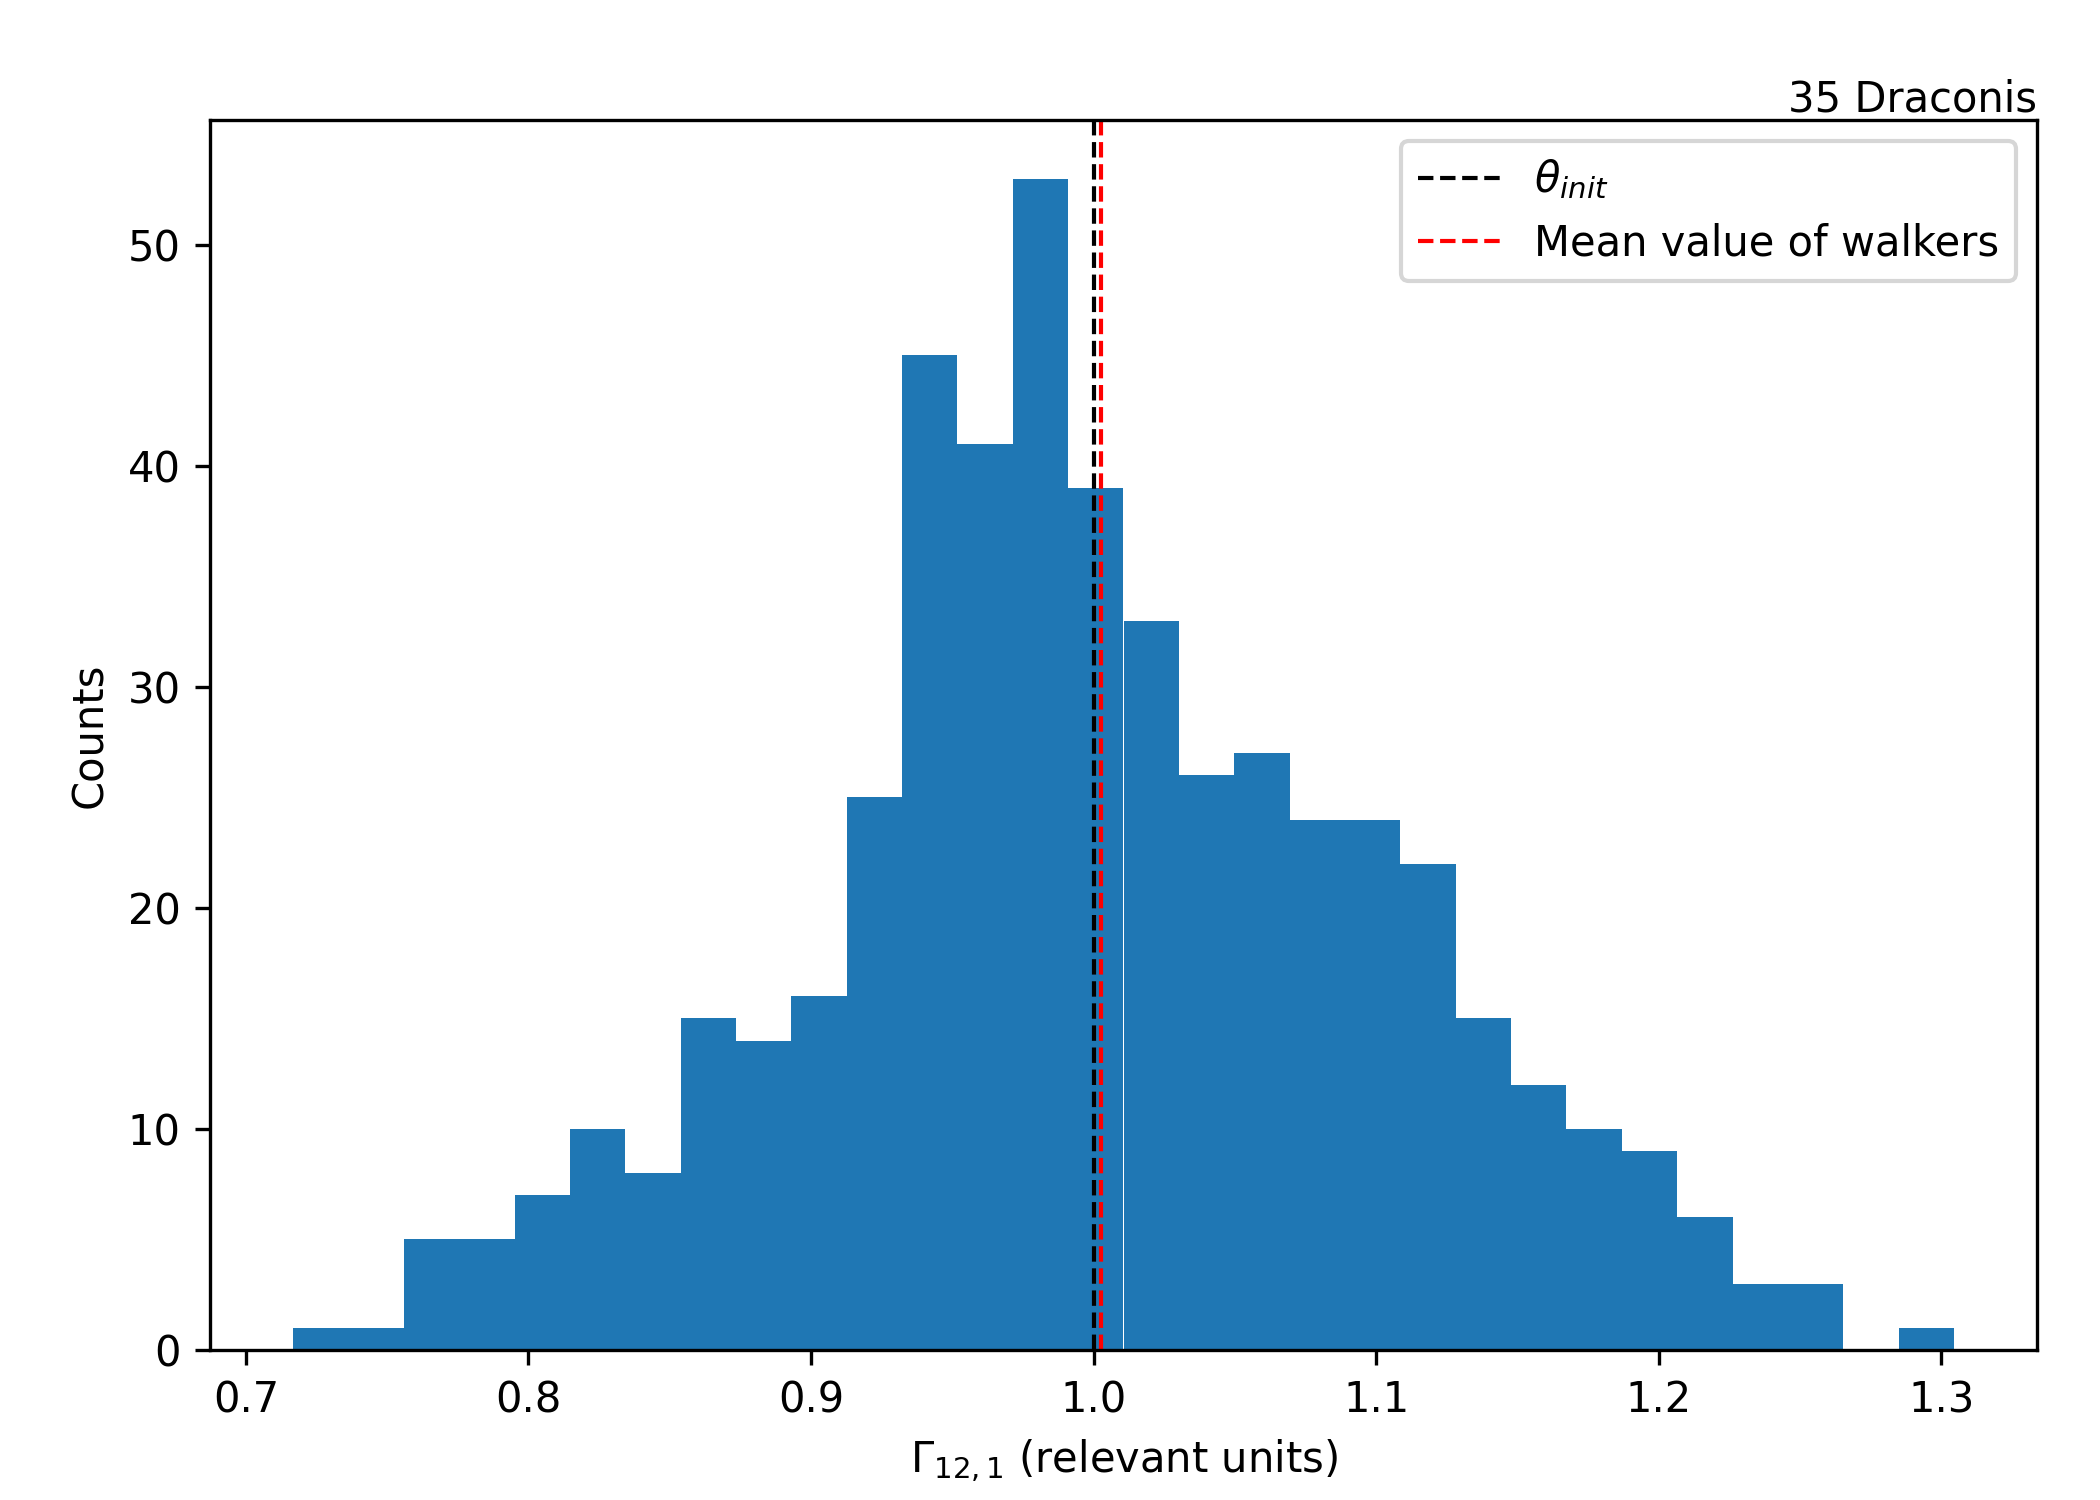 35 Draconis
θinit
Mean value of walkers
Counts
50
40
30
20
10
0
0.7 0.8 0.9 1.0 1.1 1.2 1.3
Γ12, 1 (relevant units)